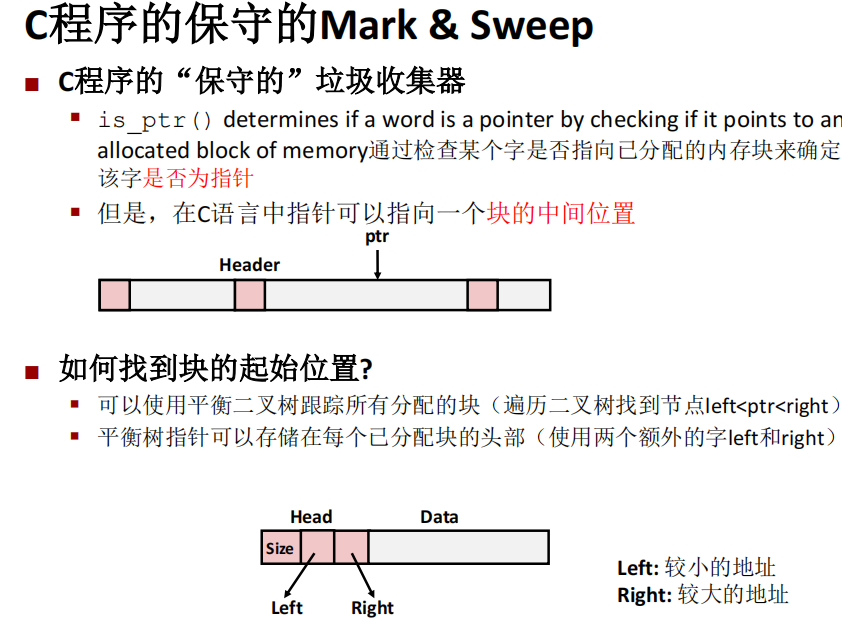 C程序的保守的Mark & Sweep
C程序的“保守的”垃圾收集器
is_ptr() determines if a word is a pointer by checking if it points to an
allocated block of memory通过检查某个字是否指向已分配的内存块来确定
该字是否为指针
但是，在C语言中指针可以指向一个块的中间位置
ptr
Header
如何找到块的起始位置?
可以使用平衡二叉树跟踪所有分配的块（遍历二叉树找到节点left<ptr<right）
平衡树指针可以存储在每个已分配块的头部（使用两个额外的字left和right）
Head Data
Size
Left: 较小的地址
Right: 较大的地址
Left Right